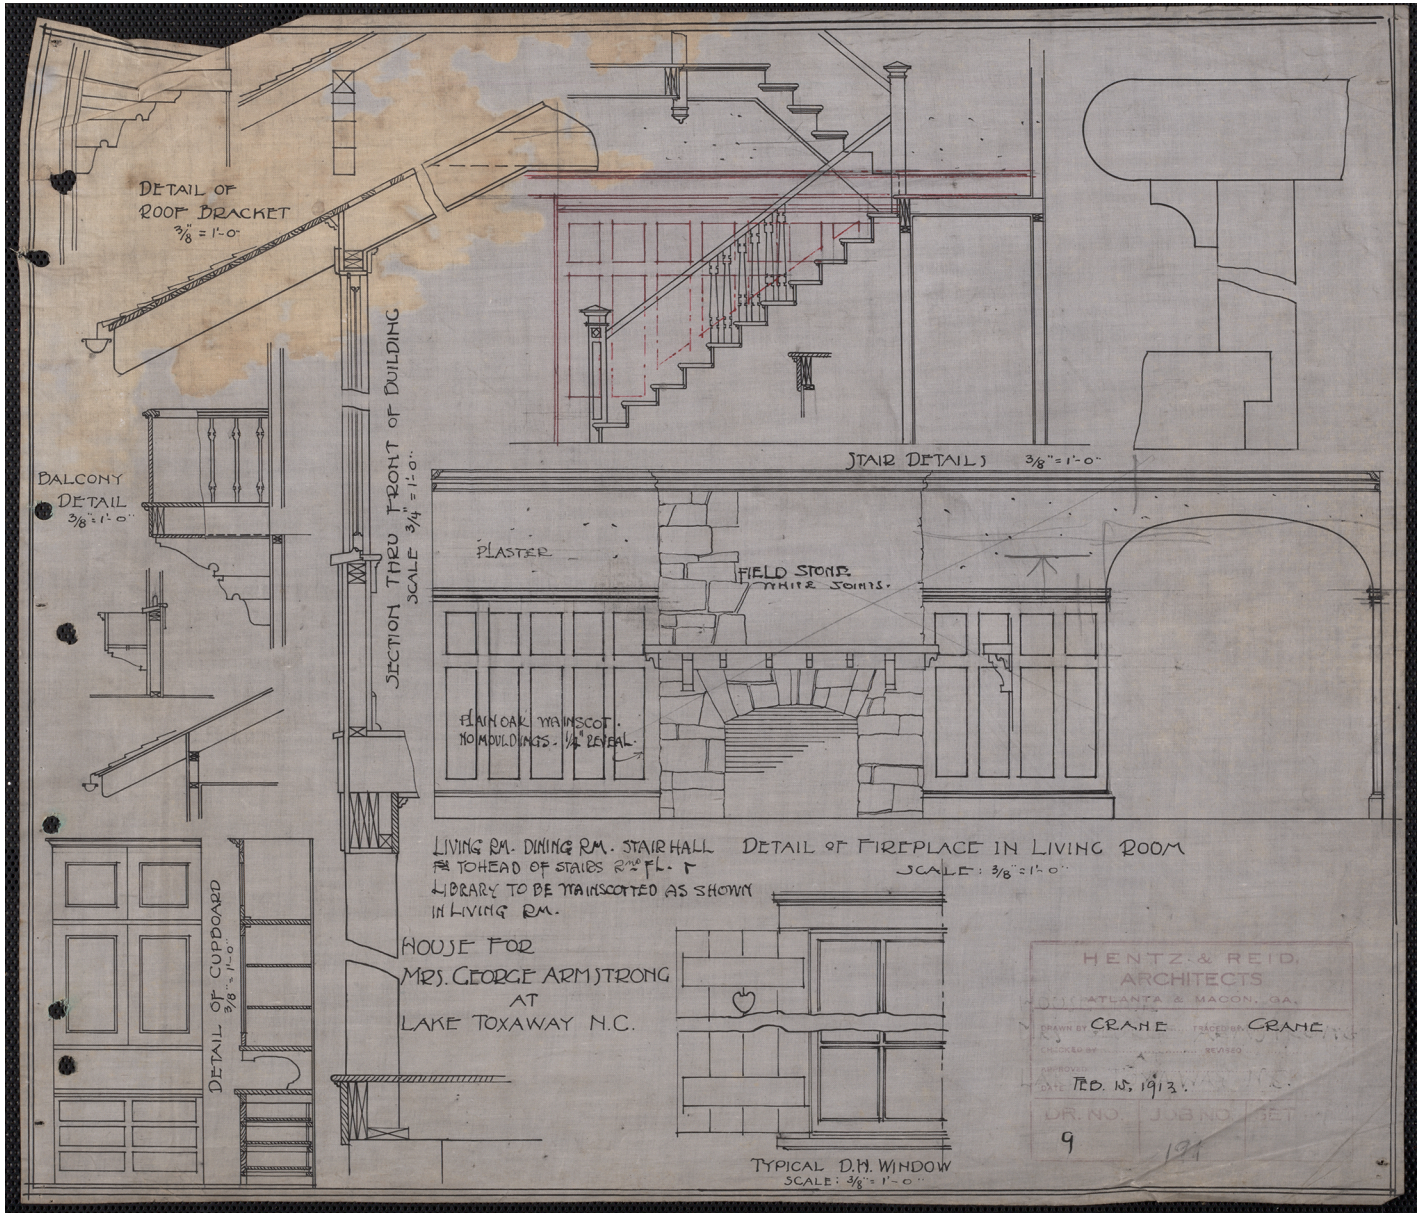 DETAIL OF
ROOF BRACKET
3/8" = 1'-0"
SECTION THRU FRONT OF BUILDING
SCALE 3/4" = 1'-0"
BALCONY
DETAIL
3/8" = 1'-0"
STAIR DETAILS 3/8" = 1'-0"
PLASTER
FIELD STONE.
WHITE JOINTS.
PLAIN OAK WAINSCOT.
NO MOULDINGS. 1/4" REVEAL.
LIVING RM. DINING RM. STAIR HALL
TO HEAD OF STAIRS 2ND FL.
LIBRARY TO BE WAINSCOTTED AS SHOWN
IN LIVING RM.
DETAIL OF FIREPLACE IN LIVING ROOM
SCALE: 3/8" = 1'-0"
DETAIL OF CUPBOARD
3/8" = 1'-0"
HOUSE FOR
MRS. GEORGE ARMSTRONG
AT
LAKE TOXAWAY N.C.
TYPICAL D.H. WINDOW
SCALE: 3/8" = 1'-0"
HENTZ & REID,
ARCHITECTS
ATLANTA & MACON, GA.
DRAWN BY CRANE TRACED BY CRANE
CHECKED BY REVISED
APPROVED
FEB. 15, 1913.
DR. NO. JOB NO. SET
9